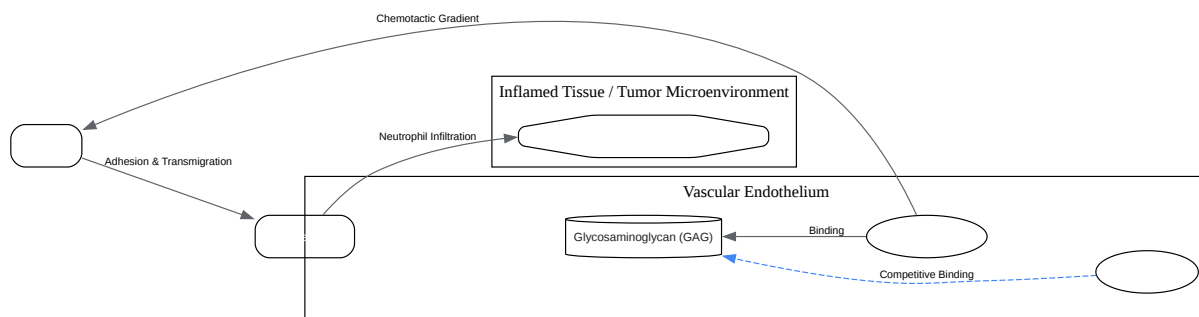 Chemotactic Gradient
Inflamed Tissue / Tumor Microenvironment
Neutrophil Infiltration
Adhesion & Transmigration
Vascular Endothelium
Glycosaminoglycan (GAG)
Binding
Competitive Binding